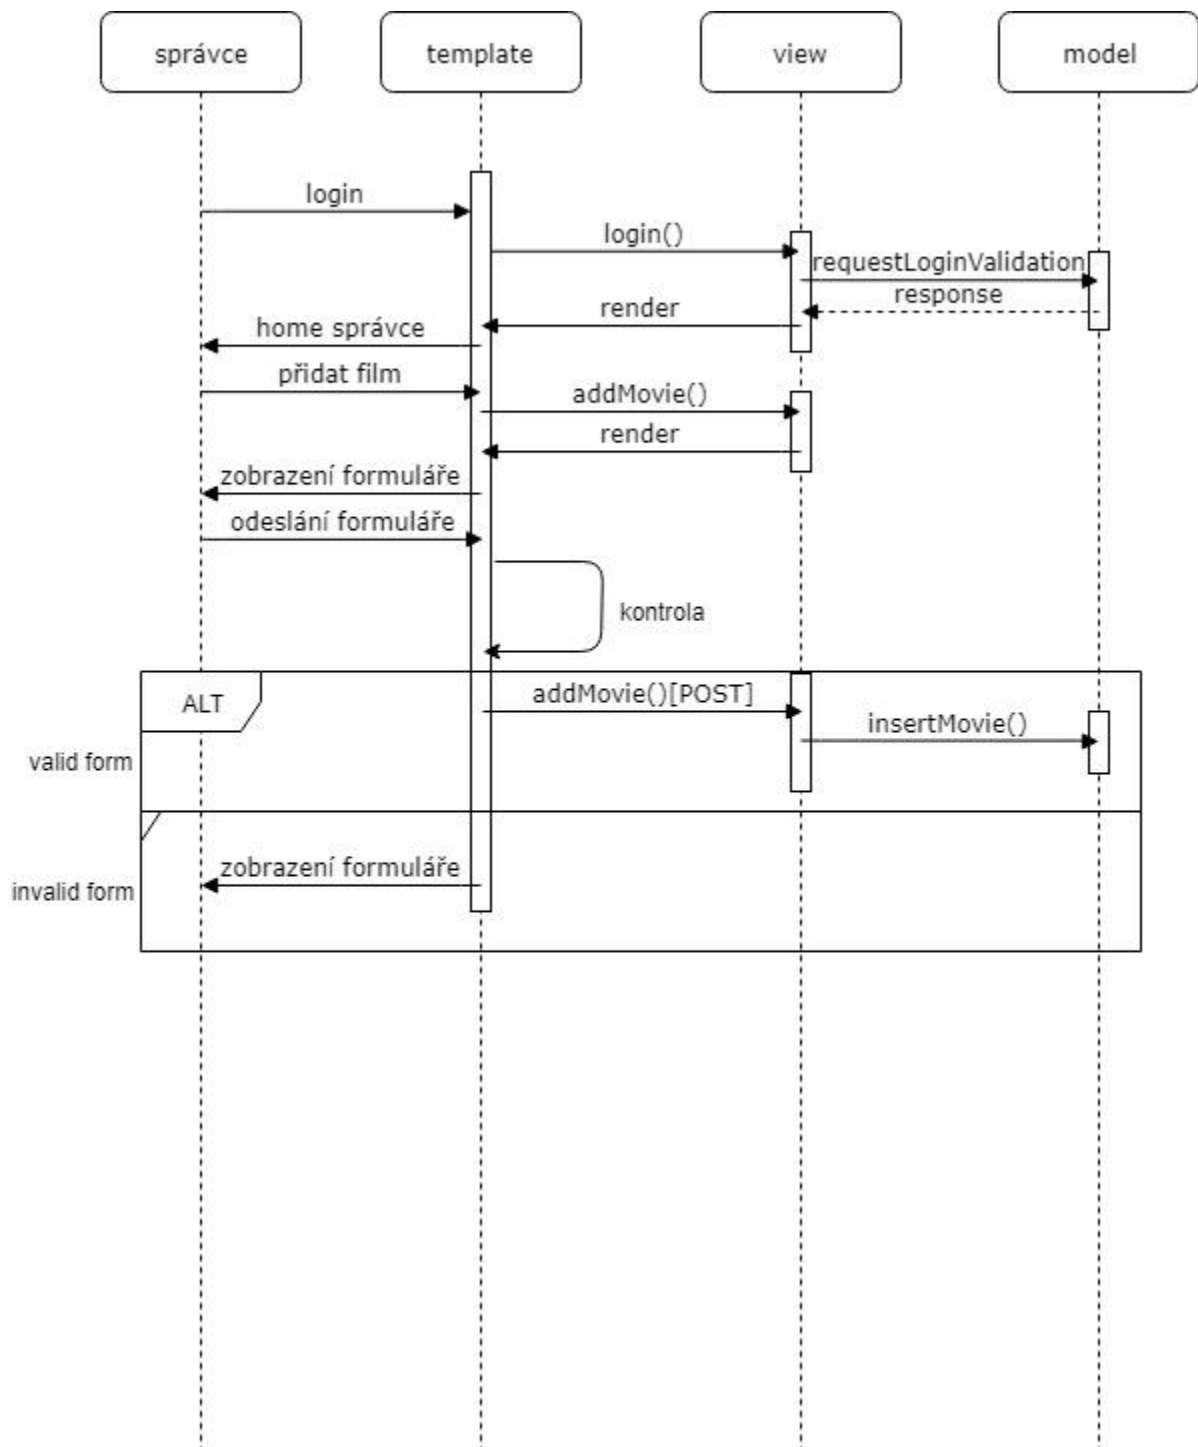 správce
template
view
model
login
login()
requestLoginValidation
response
render
home správce
přidat film
addMovie()
render
zobrazení formuláře
odeslání formuláře
kontrola
ALT
addMovie()[POST]
insertMovie()
valid form
zobrazení formuláře
invalid form